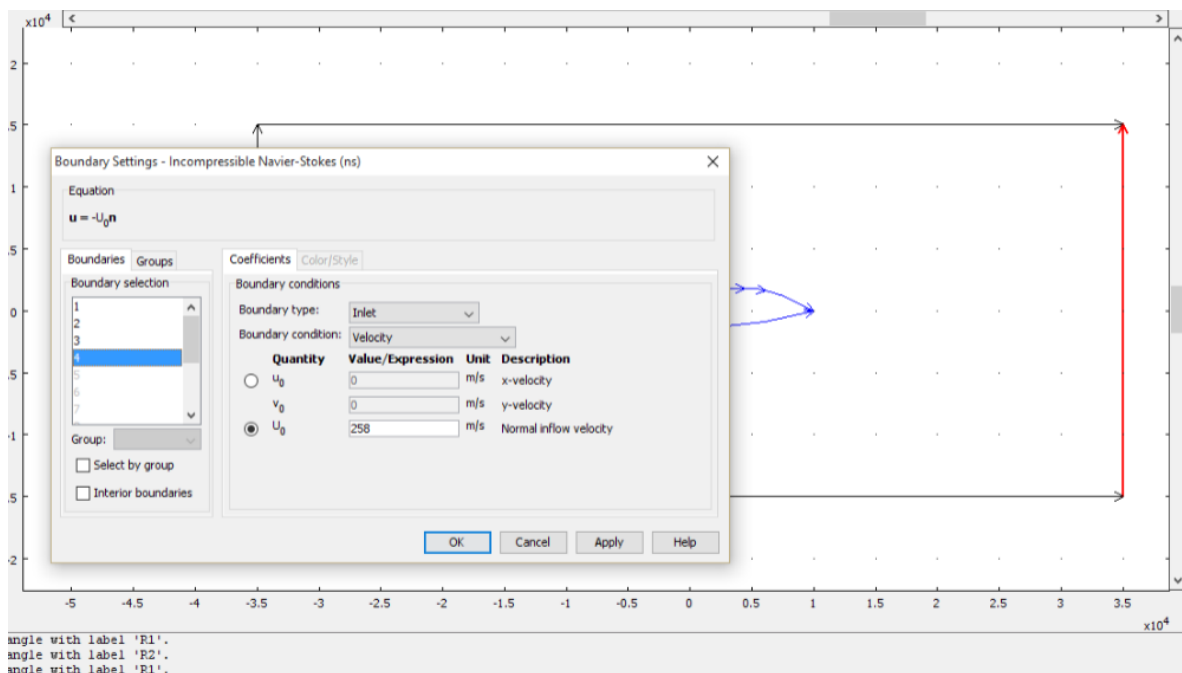 x10⁴
2
.5
1
.5
0
.5
-1
.5
-2
Boundary Settings - Incompressible Navier-Stokes (ns)
Equation
u = -U₀n
Boundaries Groups
Boundary selection
1
2
3
4
5
6
7
Group:
Select by group
Interior boundaries
Coefficients Color/Style
Boundary conditions
Boundary type: Inlet
Boundary condition: Velocity
Quantity Value/Expression Unit Description
u₀ 0 m/s x-velocity
v₀ 0 m/s y-velocity
U₀ 258 m/s Normal inflow velocity
OK Cancel Apply Help
-5 -4.5 -4 -3.5 -3 -2.5 -2 -1.5 -1 -0.5 0 0.5 1 1.5 2 2.5 3 3.5
x10⁴
angle with label 'R1'.
angle with label 'R2'.
angle with label 'R1'.